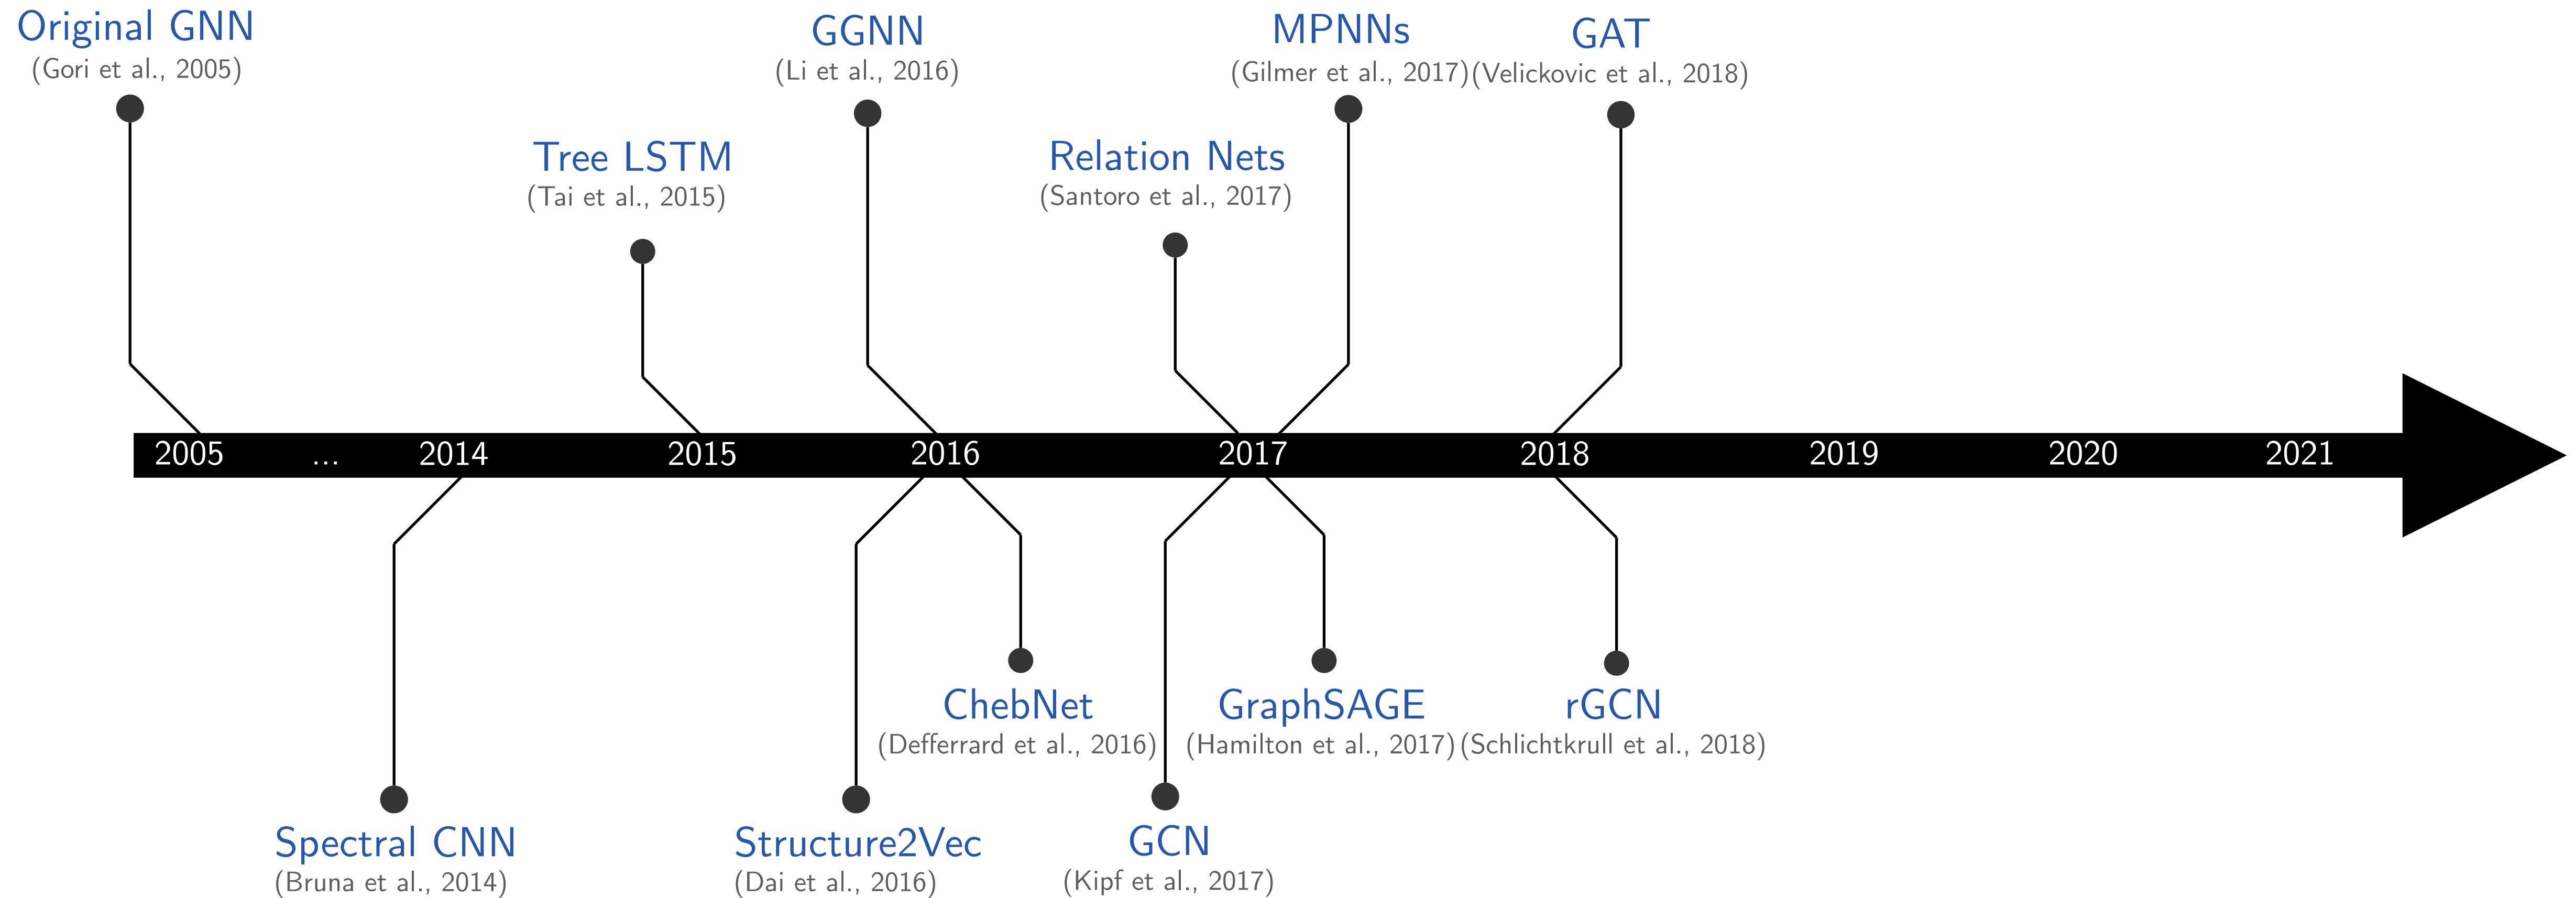 Original GNN
(Gori et al., 2005)
GGNN
(Li et al., 2016)
MPNNs
(Gilmer et al., 2017)
GAT
(Velickovic et al., 2018)
Tree LSTM
(Tai et al., 2015)
Relation Nets
(Santoro et al., 2017)
2005 ... 2014 2015 2016 2017 2018 2019 2020 2021
ChebNet
(Defferrard et al., 2016)
GraphSAGE
(Hamilton et al., 2017)
rGCN
(Schlichtkrull et al., 2018)
Spectral CNN
(Bruna et al., 2014)
Structure2Vec
(Dai et al., 2016)
GCN
(Kipf et al., 2017)